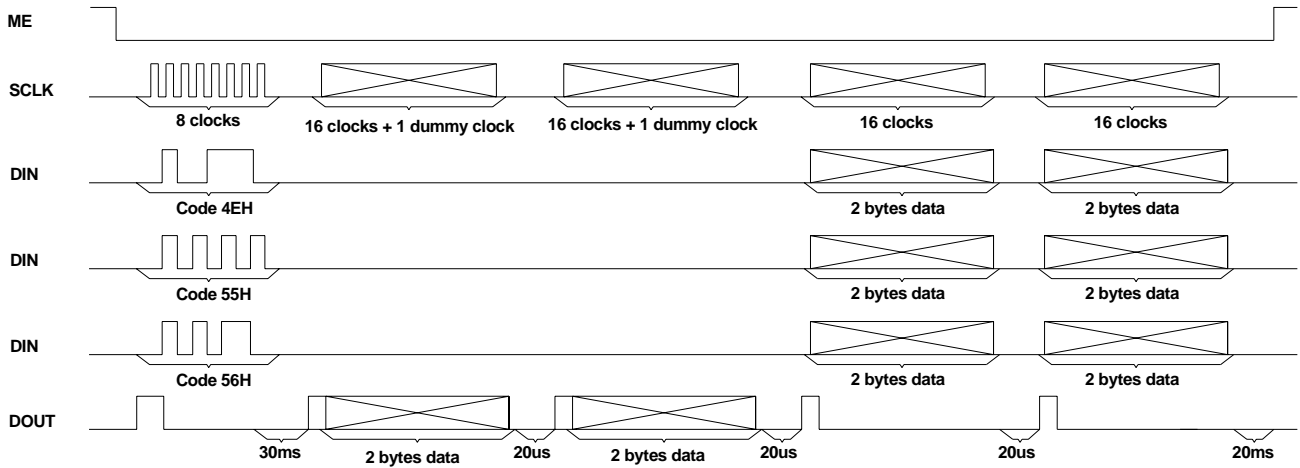 ME
SCLK
8 clocks
16 clocks + 1 dummy clock
16 clocks + 1 dummy clock
16 clocks
16 clocks
DIN
Code 4EH
2 bytes data
2 bytes data
DIN
Code 55H
2 bytes data
2 bytes data
DIN
Code 56H
2 bytes data
2 bytes data
DOUT
30ms
2 bytes data
20us
2 bytes data
20us
20us
20ms